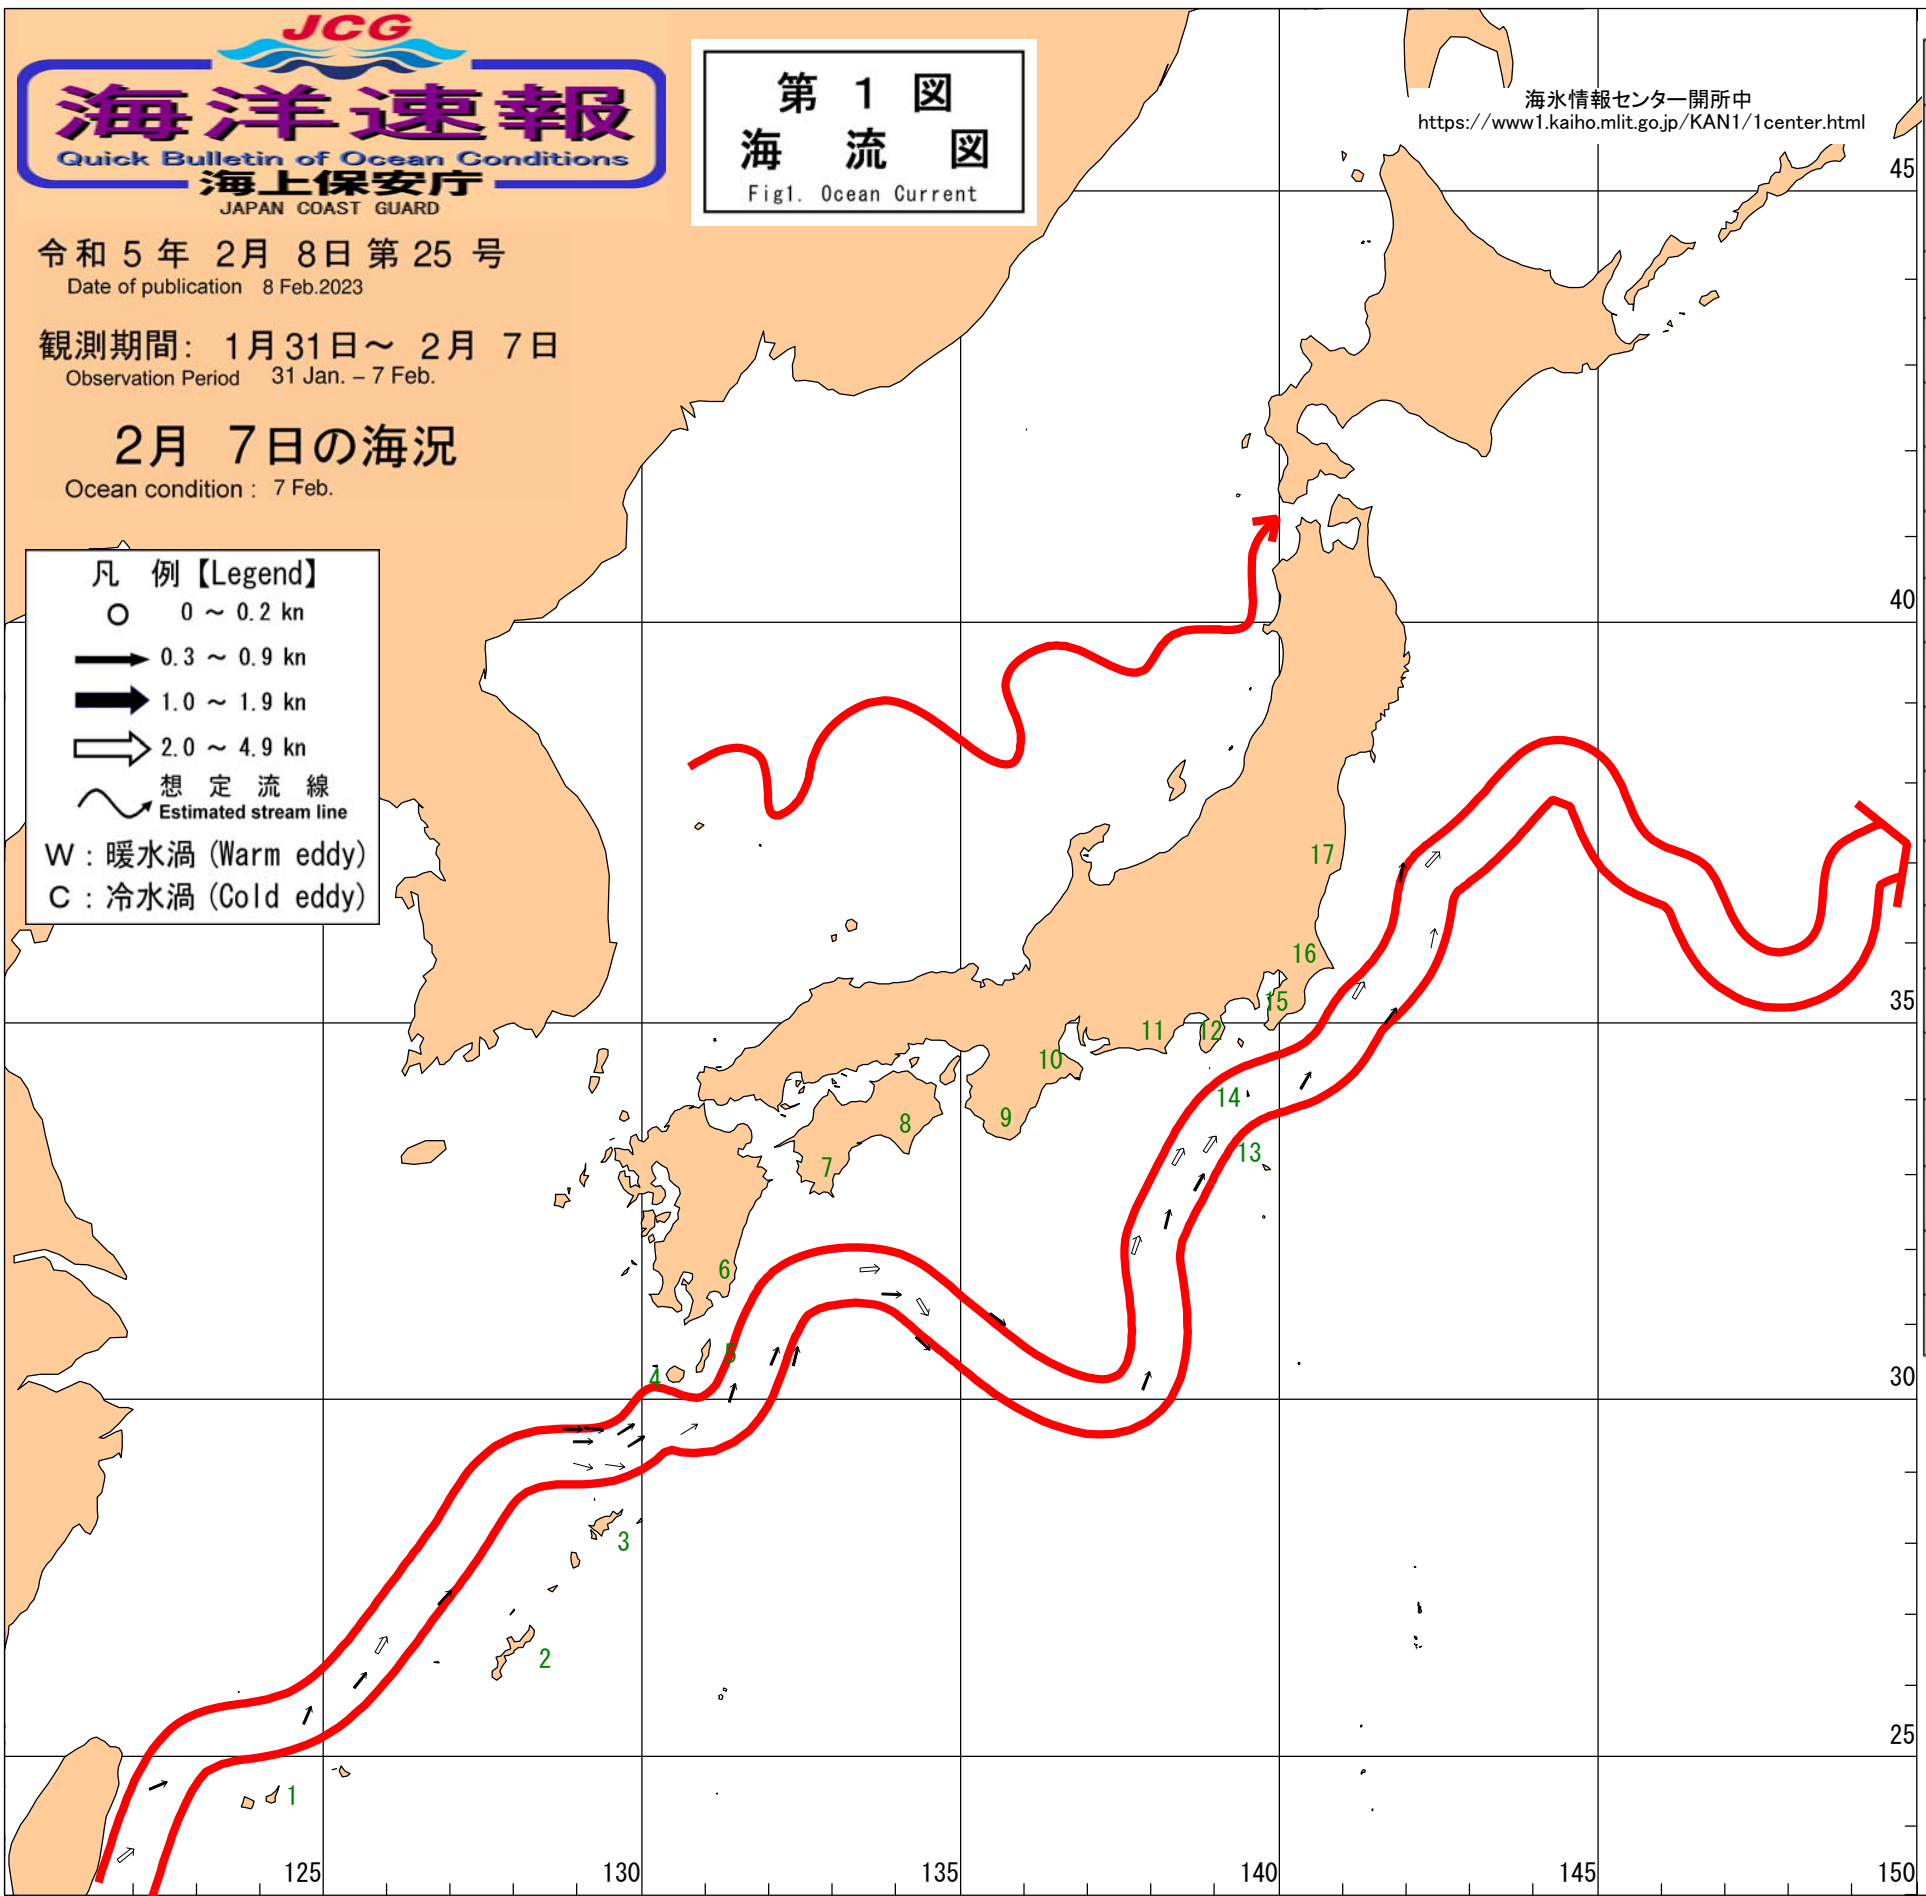 JCG
海洋速報
Quick Bulletin of Ocean Conditions
海上保安庁
JAPAN COAST GUARD
第 1 図
海 流 図
Fig1. Ocean Current
海氷情報センター開所中
https://www1.kaiho.mlit.go.jp/KAN1/1center.html
令和 5 年 2月 8日 第 25 号
Date of publication 8 Feb.2023
観測期間: 1月31日～ 2月 7日
Observation Period 31 Jan. – 7 Feb.
2月 7日の海況
Ocean condition : 7 Feb.
凡 例【Legend】
0 ～ 0.2 kn
0.3 ～ 0.9 kn
1.0 ～ 1.9 kn
2.0 ～ 4.9 kn
想 定 流 線
Estimated stream line
W : 暖水渦 (Warm eddy)
C : 冷水渦 (Cold eddy)
45
40
17
16
35
15
12
11
10
14
9
8
13
7
6
5
4
30
3
2
25
1
125
130
135
140
145
150